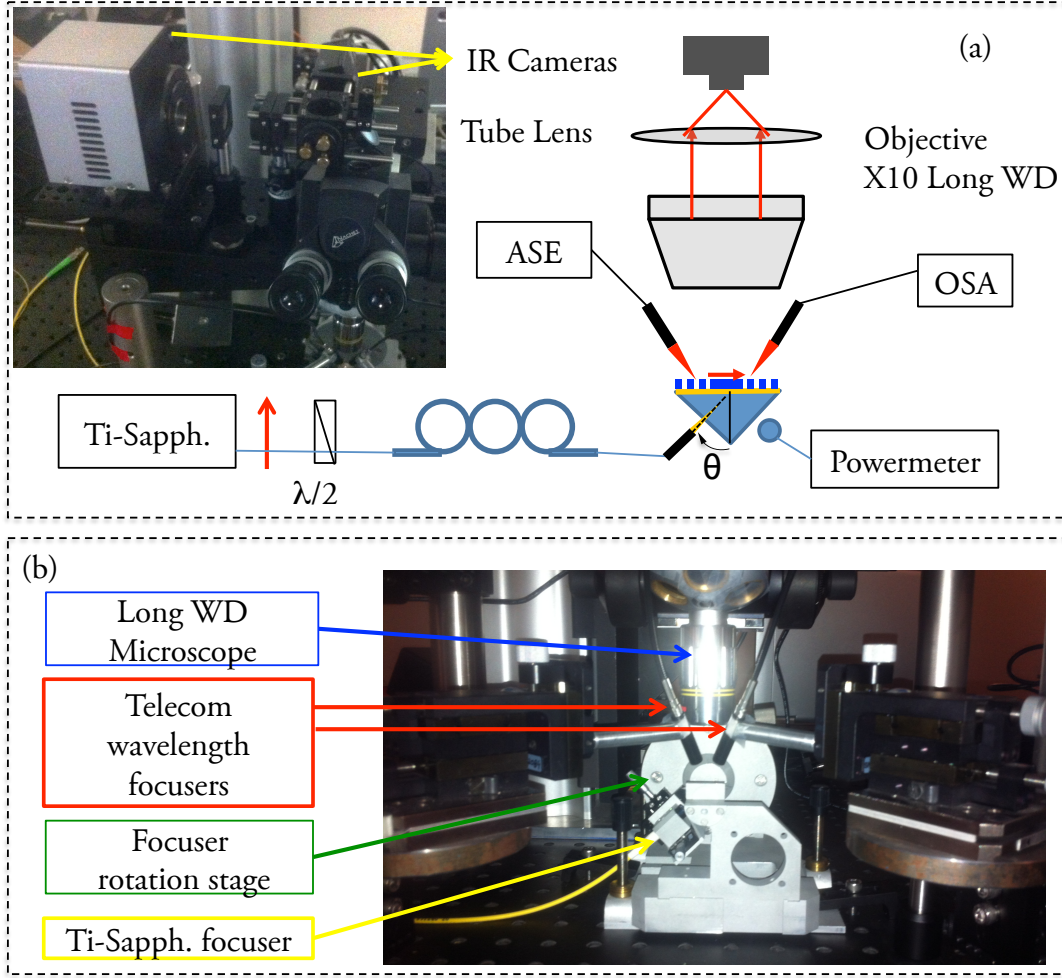 (a)
IR Cameras
Tube Lens
Objective
X10 Long WD
ASE
OSA
Ti-Sapph.
λ/2
θ
Powermeter
(b)
Long WD
Microscope
Telecom
wavelength
focusers
Focuser
rotation stage
Ti-Sapph. focuser